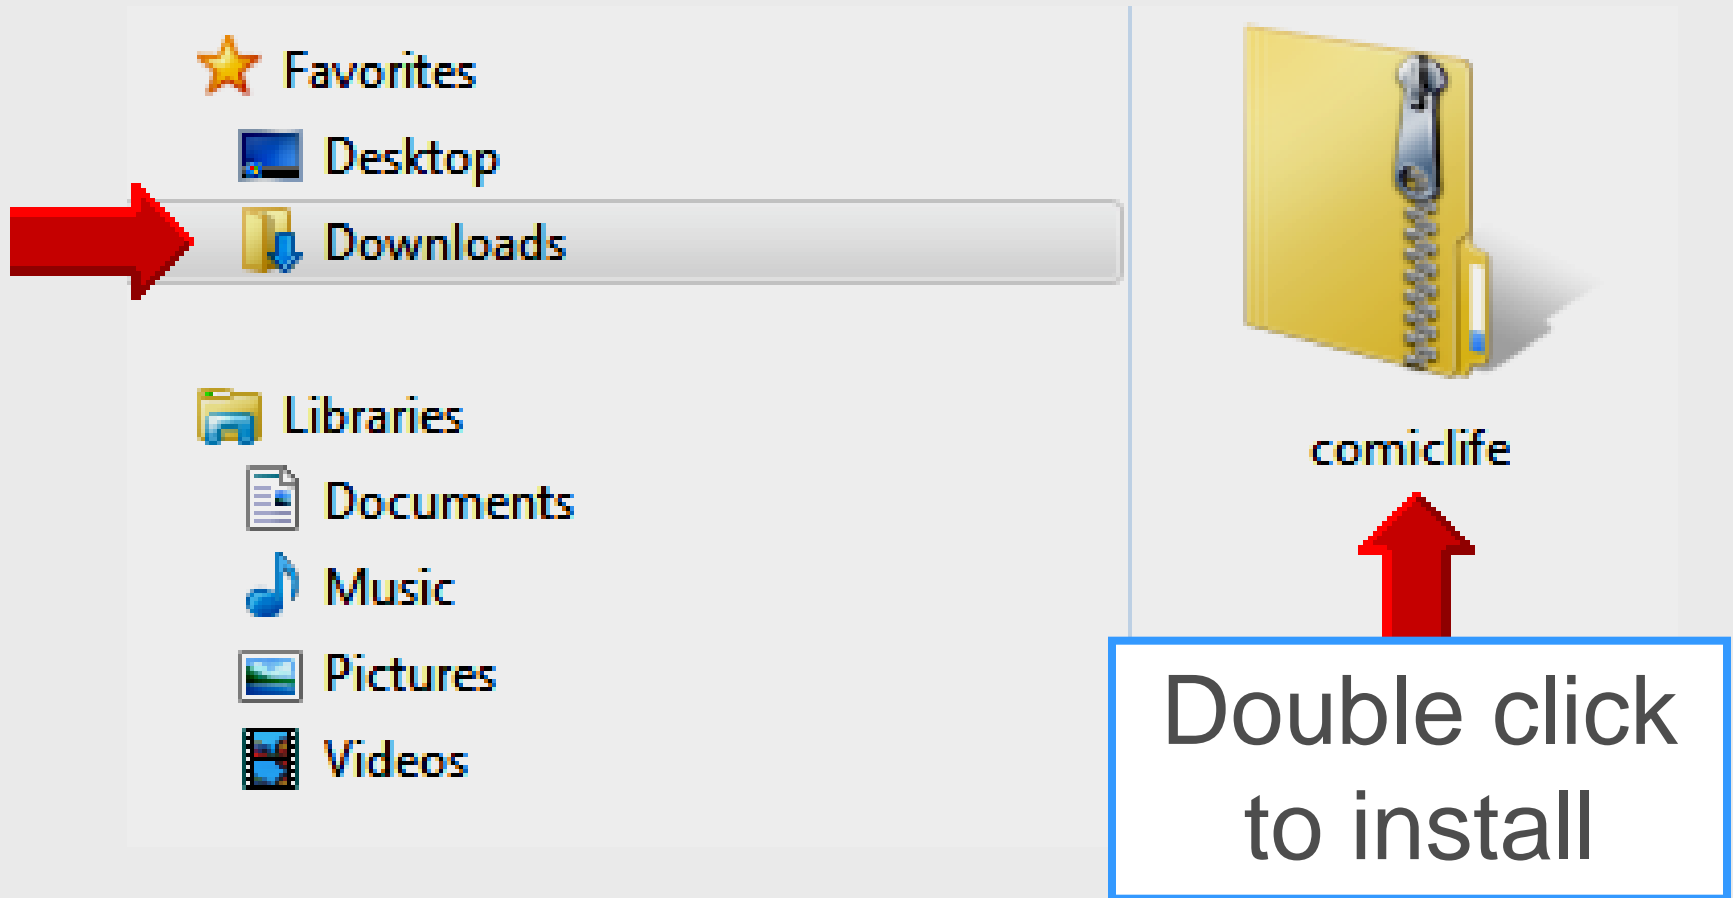 Favorites
Desktop
Downloads
Libraries
Documents
Music
Pictures
Videos
comiclife
Double click
to install